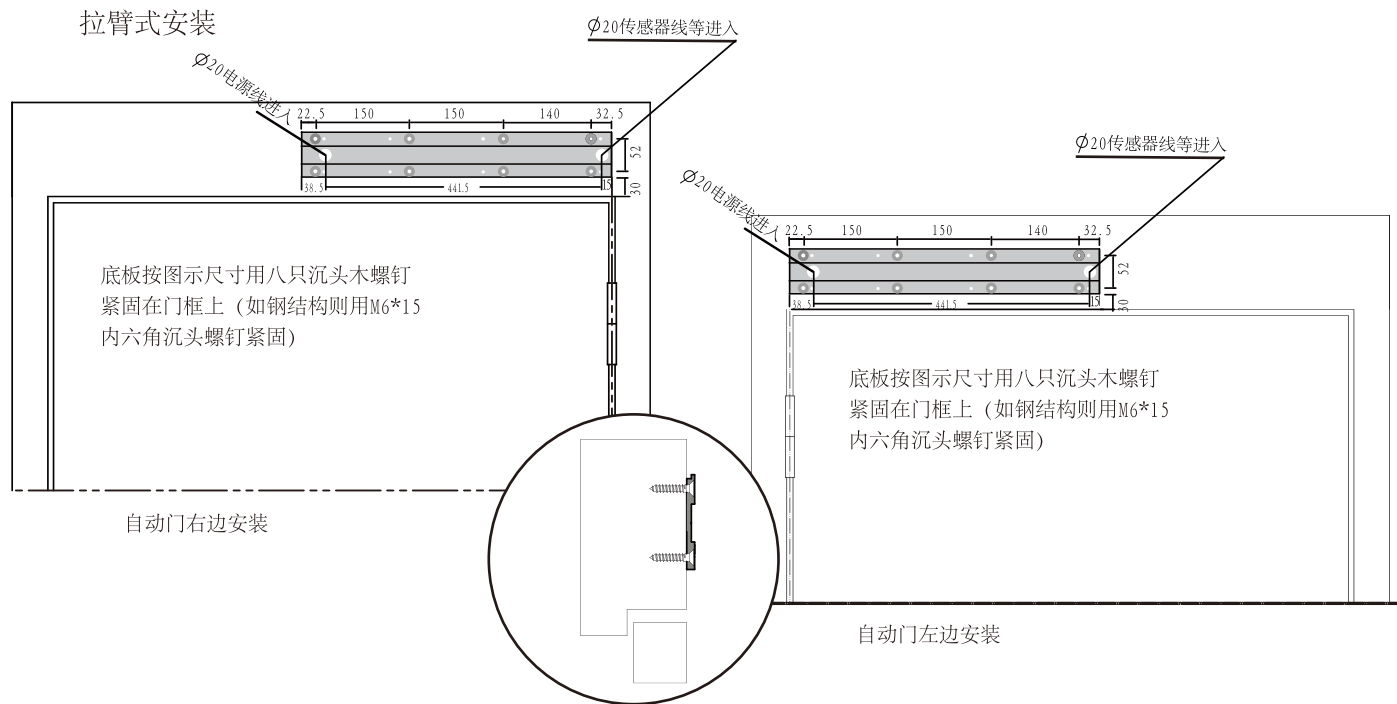 拉臂式安装
Ø20传感器线等进入
Ø20电源线进入
22.5 150 150 140 32.5
52
30
38.5 441.5 15
底板按图示尺寸用八只沉头木螺钉
紧固在门框上（如钢结构则用M6*15
内六角沉头螺钉紧固）
自动门右边安装
Ø20传感器线等进入
Ø20电源线进入
22.5 150 150 140 32.5
52
30
38.5 441.5 15
底板按图示尺寸用八只沉头木螺钉
紧固在门框上（如钢结构则用M6*15
内六角沉头螺钉紧固）
自动门左边安装